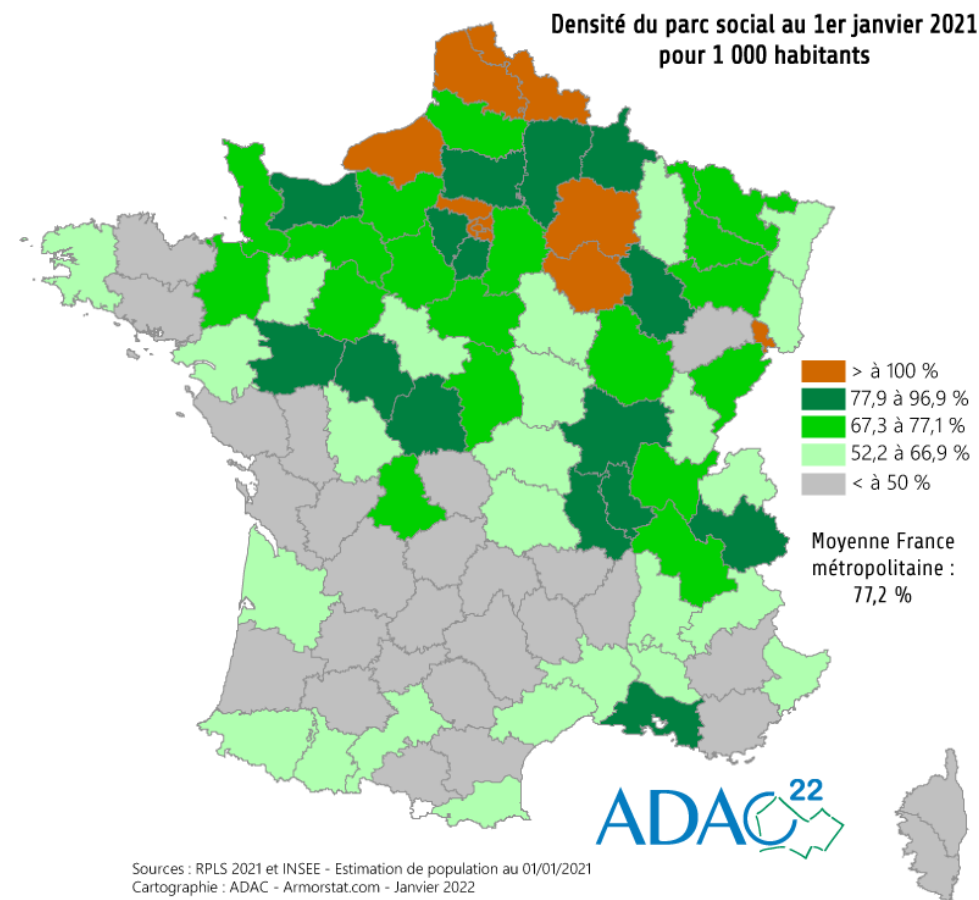 Densité du parc social au 1er janvier 2021
pour 1 000 habitants
> à 100 %
77,9 à 96,9 %
67,3 à 77,1 %
52,2 à 66,9 %
< à 50 %
Moyenne France
métropolitaine :
77,2 %
ADAC 22
Sources : RPLS 2021 et INSEE - Estimation de population au 01/01/2021
Cartographie : ADAC - Armorstat.com - Janvier 2022